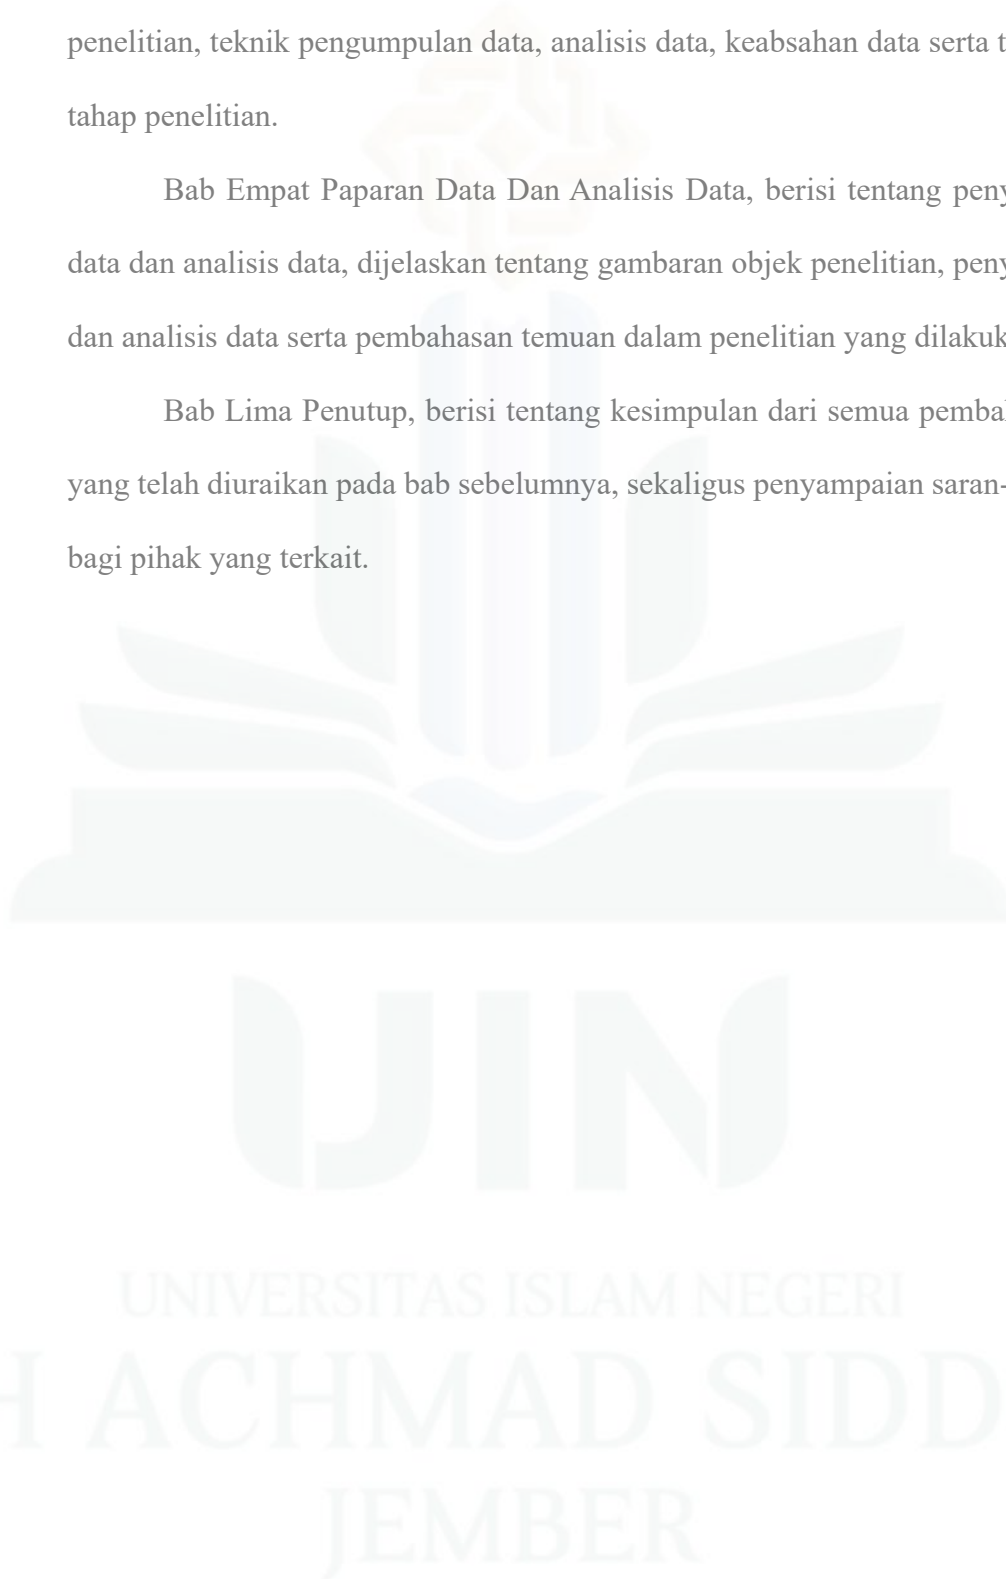 penelitian, teknik pengumpulan data, analisis data, keabsahan data serta t
tahap penelitian.
Bab Empat Paparan Data Dan Analisis Data, berisi tentang peny
data dan analisis data, dijelaskan tentang gambaran objek penelitian, peny
dan analisis data serta pembahasan temuan dalam penelitian yang dilakuk
Bab Lima Penutup, berisi tentang kesimpulan dari semua pemba
yang telah diuraikan pada bab sebelumnya, sekaligus penyampaian saran-
bagi pihak yang terkait.
UIN
UNIVERSITAS ISLAM NEGERI
H ACHMAD SIDD
JEMBER